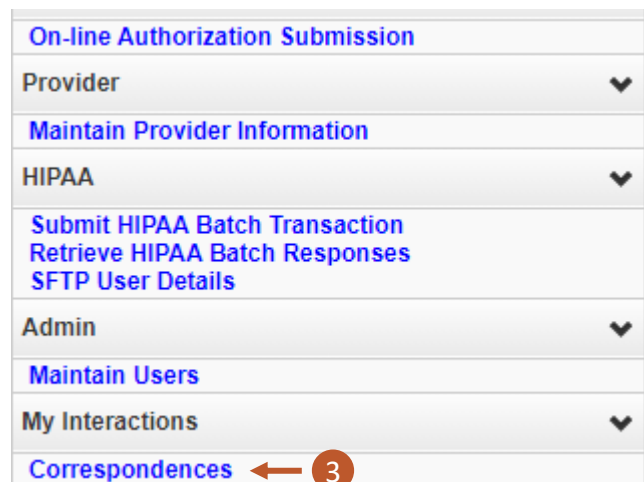 On-line Authorization Submission
Provider
Maintain Provider Information
HIPAA
Submit HIPAA Batch Transaction
Retrieve HIPAA Batch Responses
SFTP User Details
Admin
Maintain Users
My Interactions
Correspondences 3